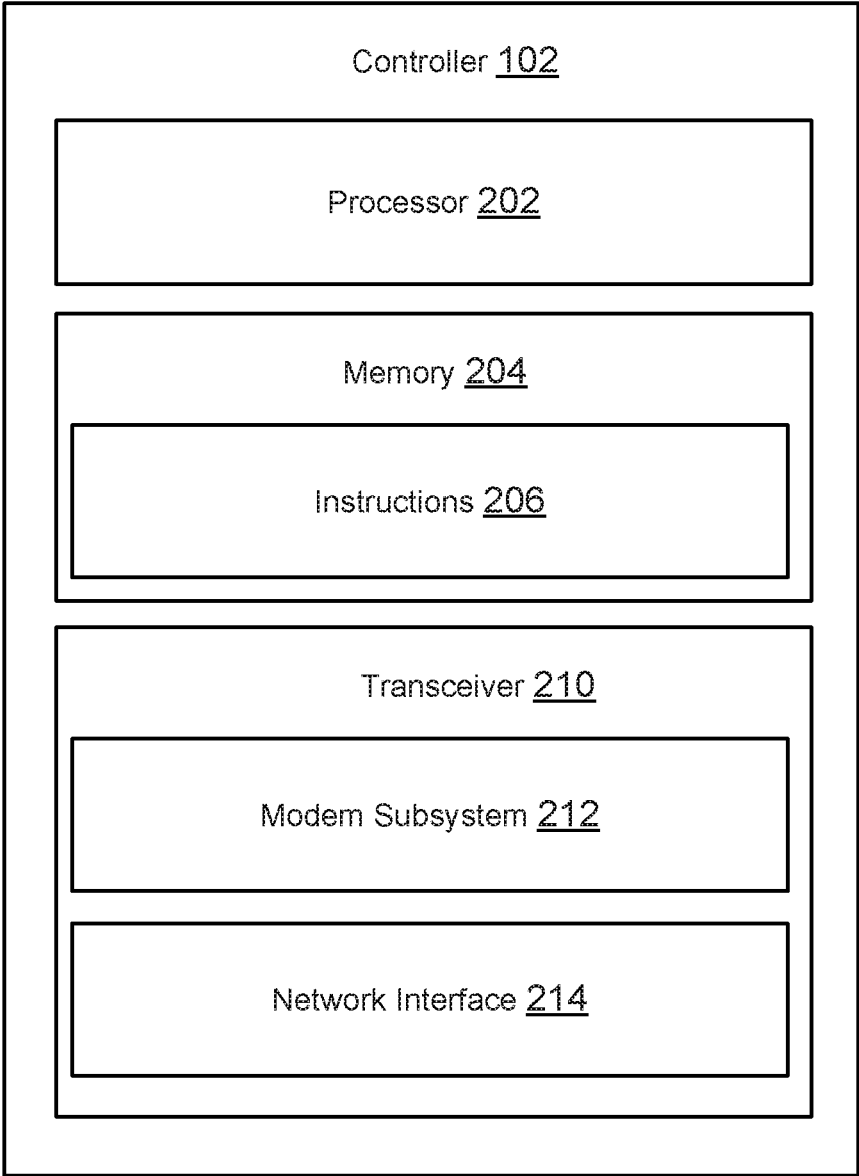 Controller 102
Processor 202
Memory 204
Instructions 206
Transceiver 210
Modem Subsystem 212
Network Interface 214